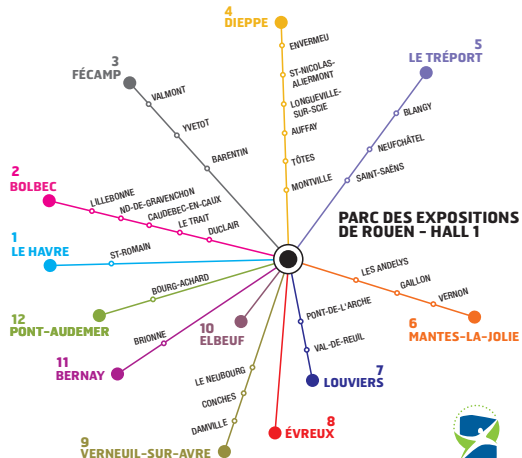 4
DIEPPE
ENVERMEU
ST-NICOLAS-
ALIERMONT
LONGUEVILLE-
SUR-SCIE
AUFFAY
TÔTES
MONTVILLE
5
LE TRÉPORT
BLANGY
NEUFCHÂTEL
SAINT-SAËNS
3
FÉCAMP
VALMONT
YVETOT
BARENTIN
2
BOLBEC
LILLEBONNE
ND-DE-GRAVENCHON
CAUDEBEC-EN-CAUX
LE TRAIT
DUCLAIR
PARC DES EXPOSITIONS
DE ROUEN - HALL 1
1
LE HAVRE
ST-ROMAIN
LES ANDELYS
GAILLON
VERNON
6
MANTES-LA-JOLIE
BOURG-ACHARD
12
PONT-AUDEMER
10
ELBEUF
PONT-DE-L'ARCHE
VAL-DE-REUIL
7
LOUVIERS
BRIONNE
11
BERNAY
LE NEUBOURG
CONCHES
DAMVILLE
9
VERNEUIL-SUR-AVRE
8
ÉVREUX